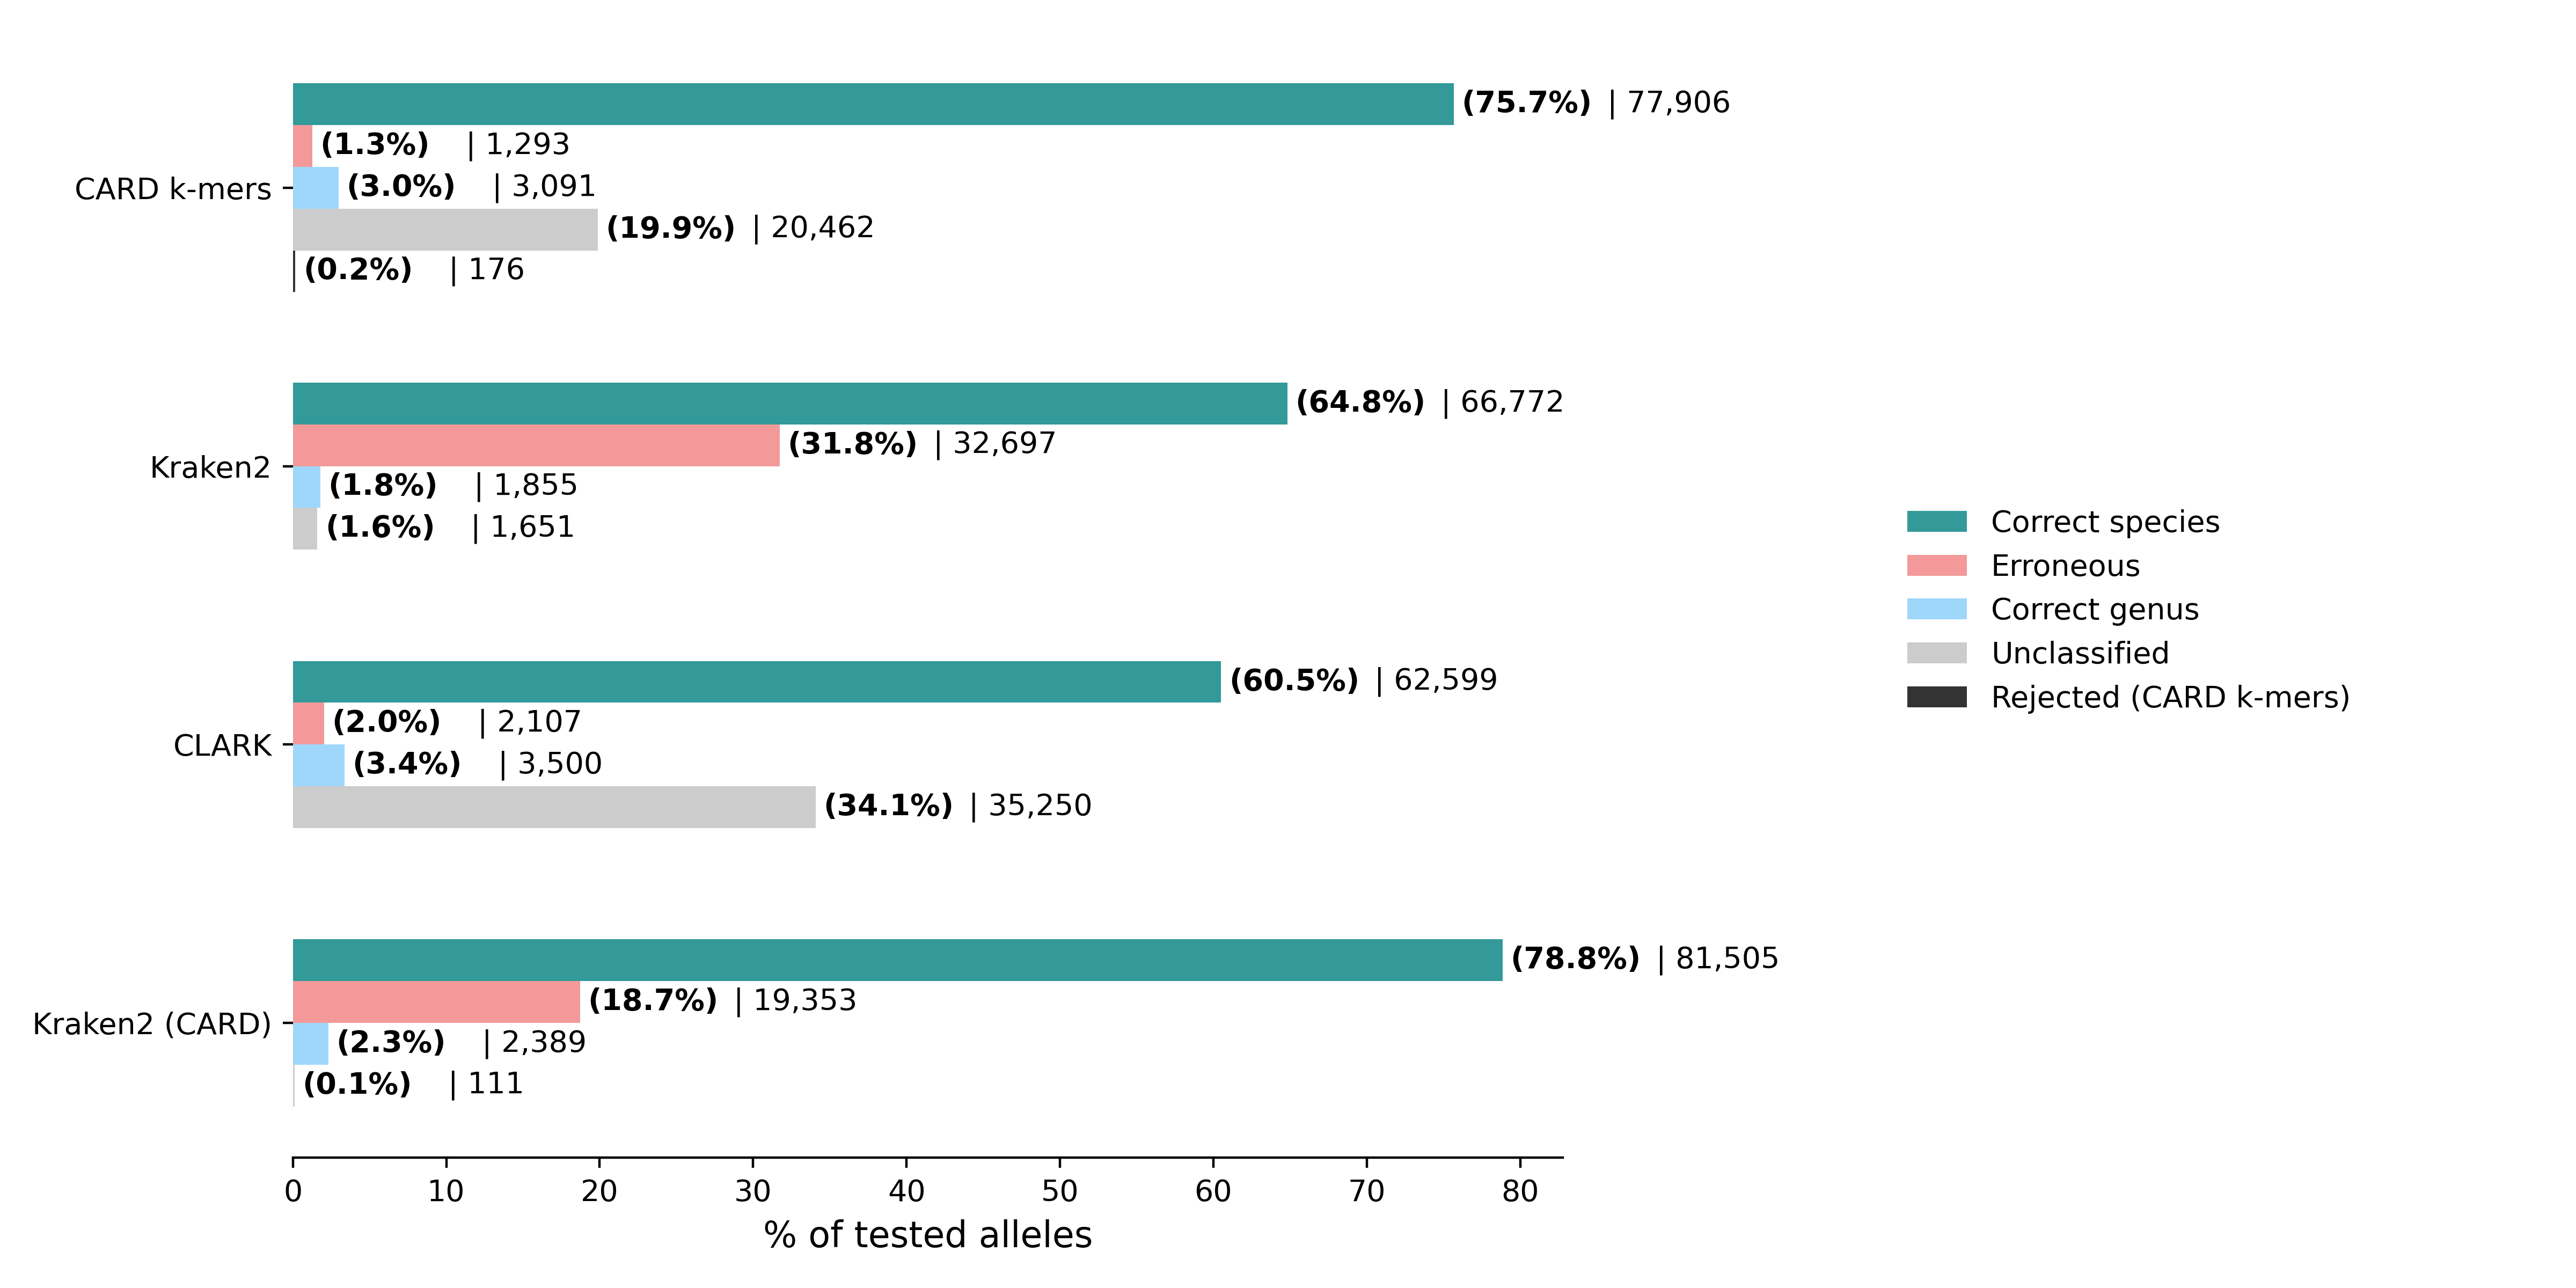 (75.7%) | 77,906
(1.3%) | 1,293
CARD k-mers
(3.0%) | 3,091
(19.9%) | 20,462
(0.2%) | 176
(64.8%) | 66,772
(31.8%) | 32,697
Kraken2
(1.8%) | 1,855
(1.6%) | 1,651
(60.5%) | 62,599
(2.0%) | 2,107
CLARK
(3.4%) | 3,500
(34.1%) | 35,250
(78.8%) | 81,505
(18.7%) | 19,353
Kraken2 (CARD)
(2.3%) | 2,389
(0.1%) | 111
0 10 20 30 40 50 60 70 80
% of tested alleles
Correct species
Erroneous
Correct genus
Unclassified
Rejected (CARD k-mers)